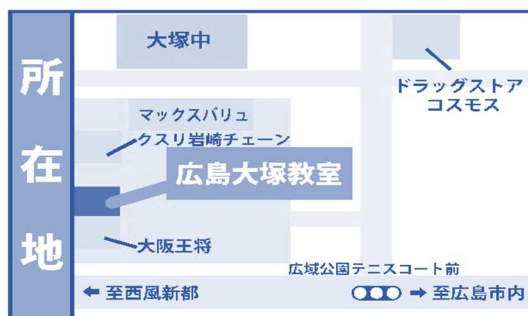 所在地
大塚中
ドラッグストア
コスモス
マックスバリュ
クスリ岩崎チェーン
広島大塚教室
大阪王将
広域公園テニスコート前
← 至西風新都
→ 至広島市内